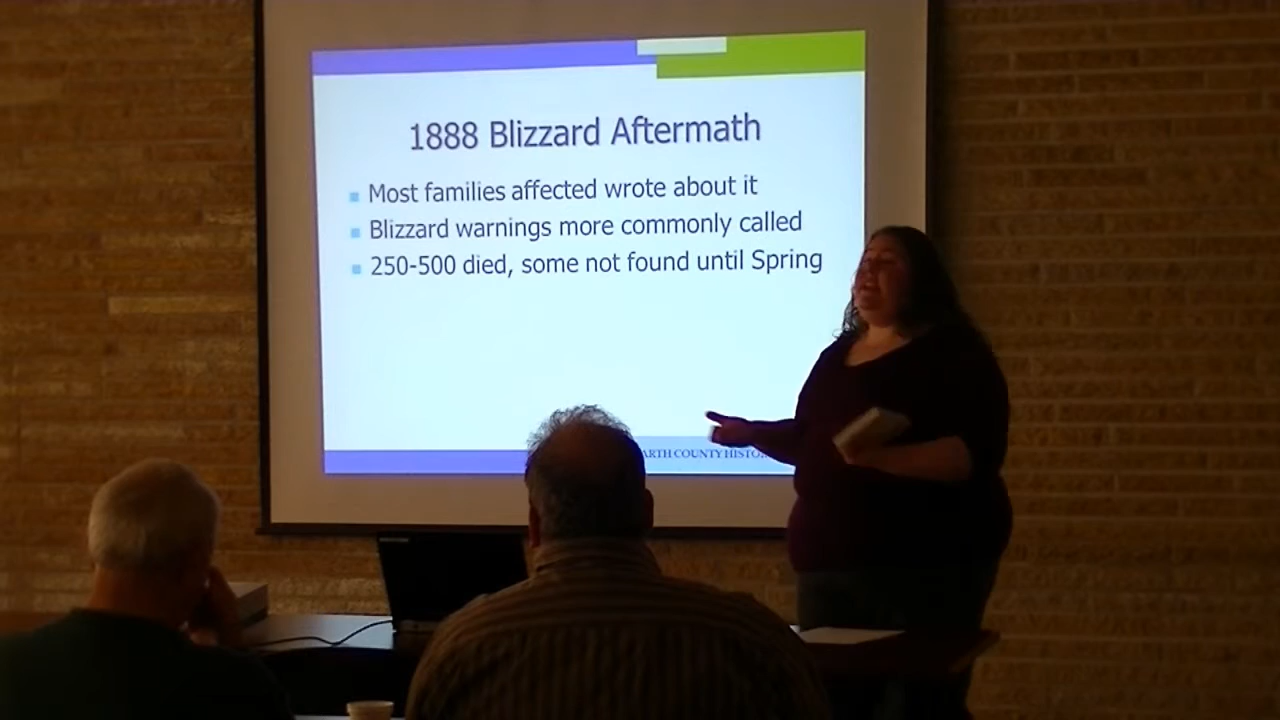 1888 Blizzard Aftermath
Most families affected wrote about it
Blizzard warnings more commonly called
250-500 died, some not found until Spring
COUNTY